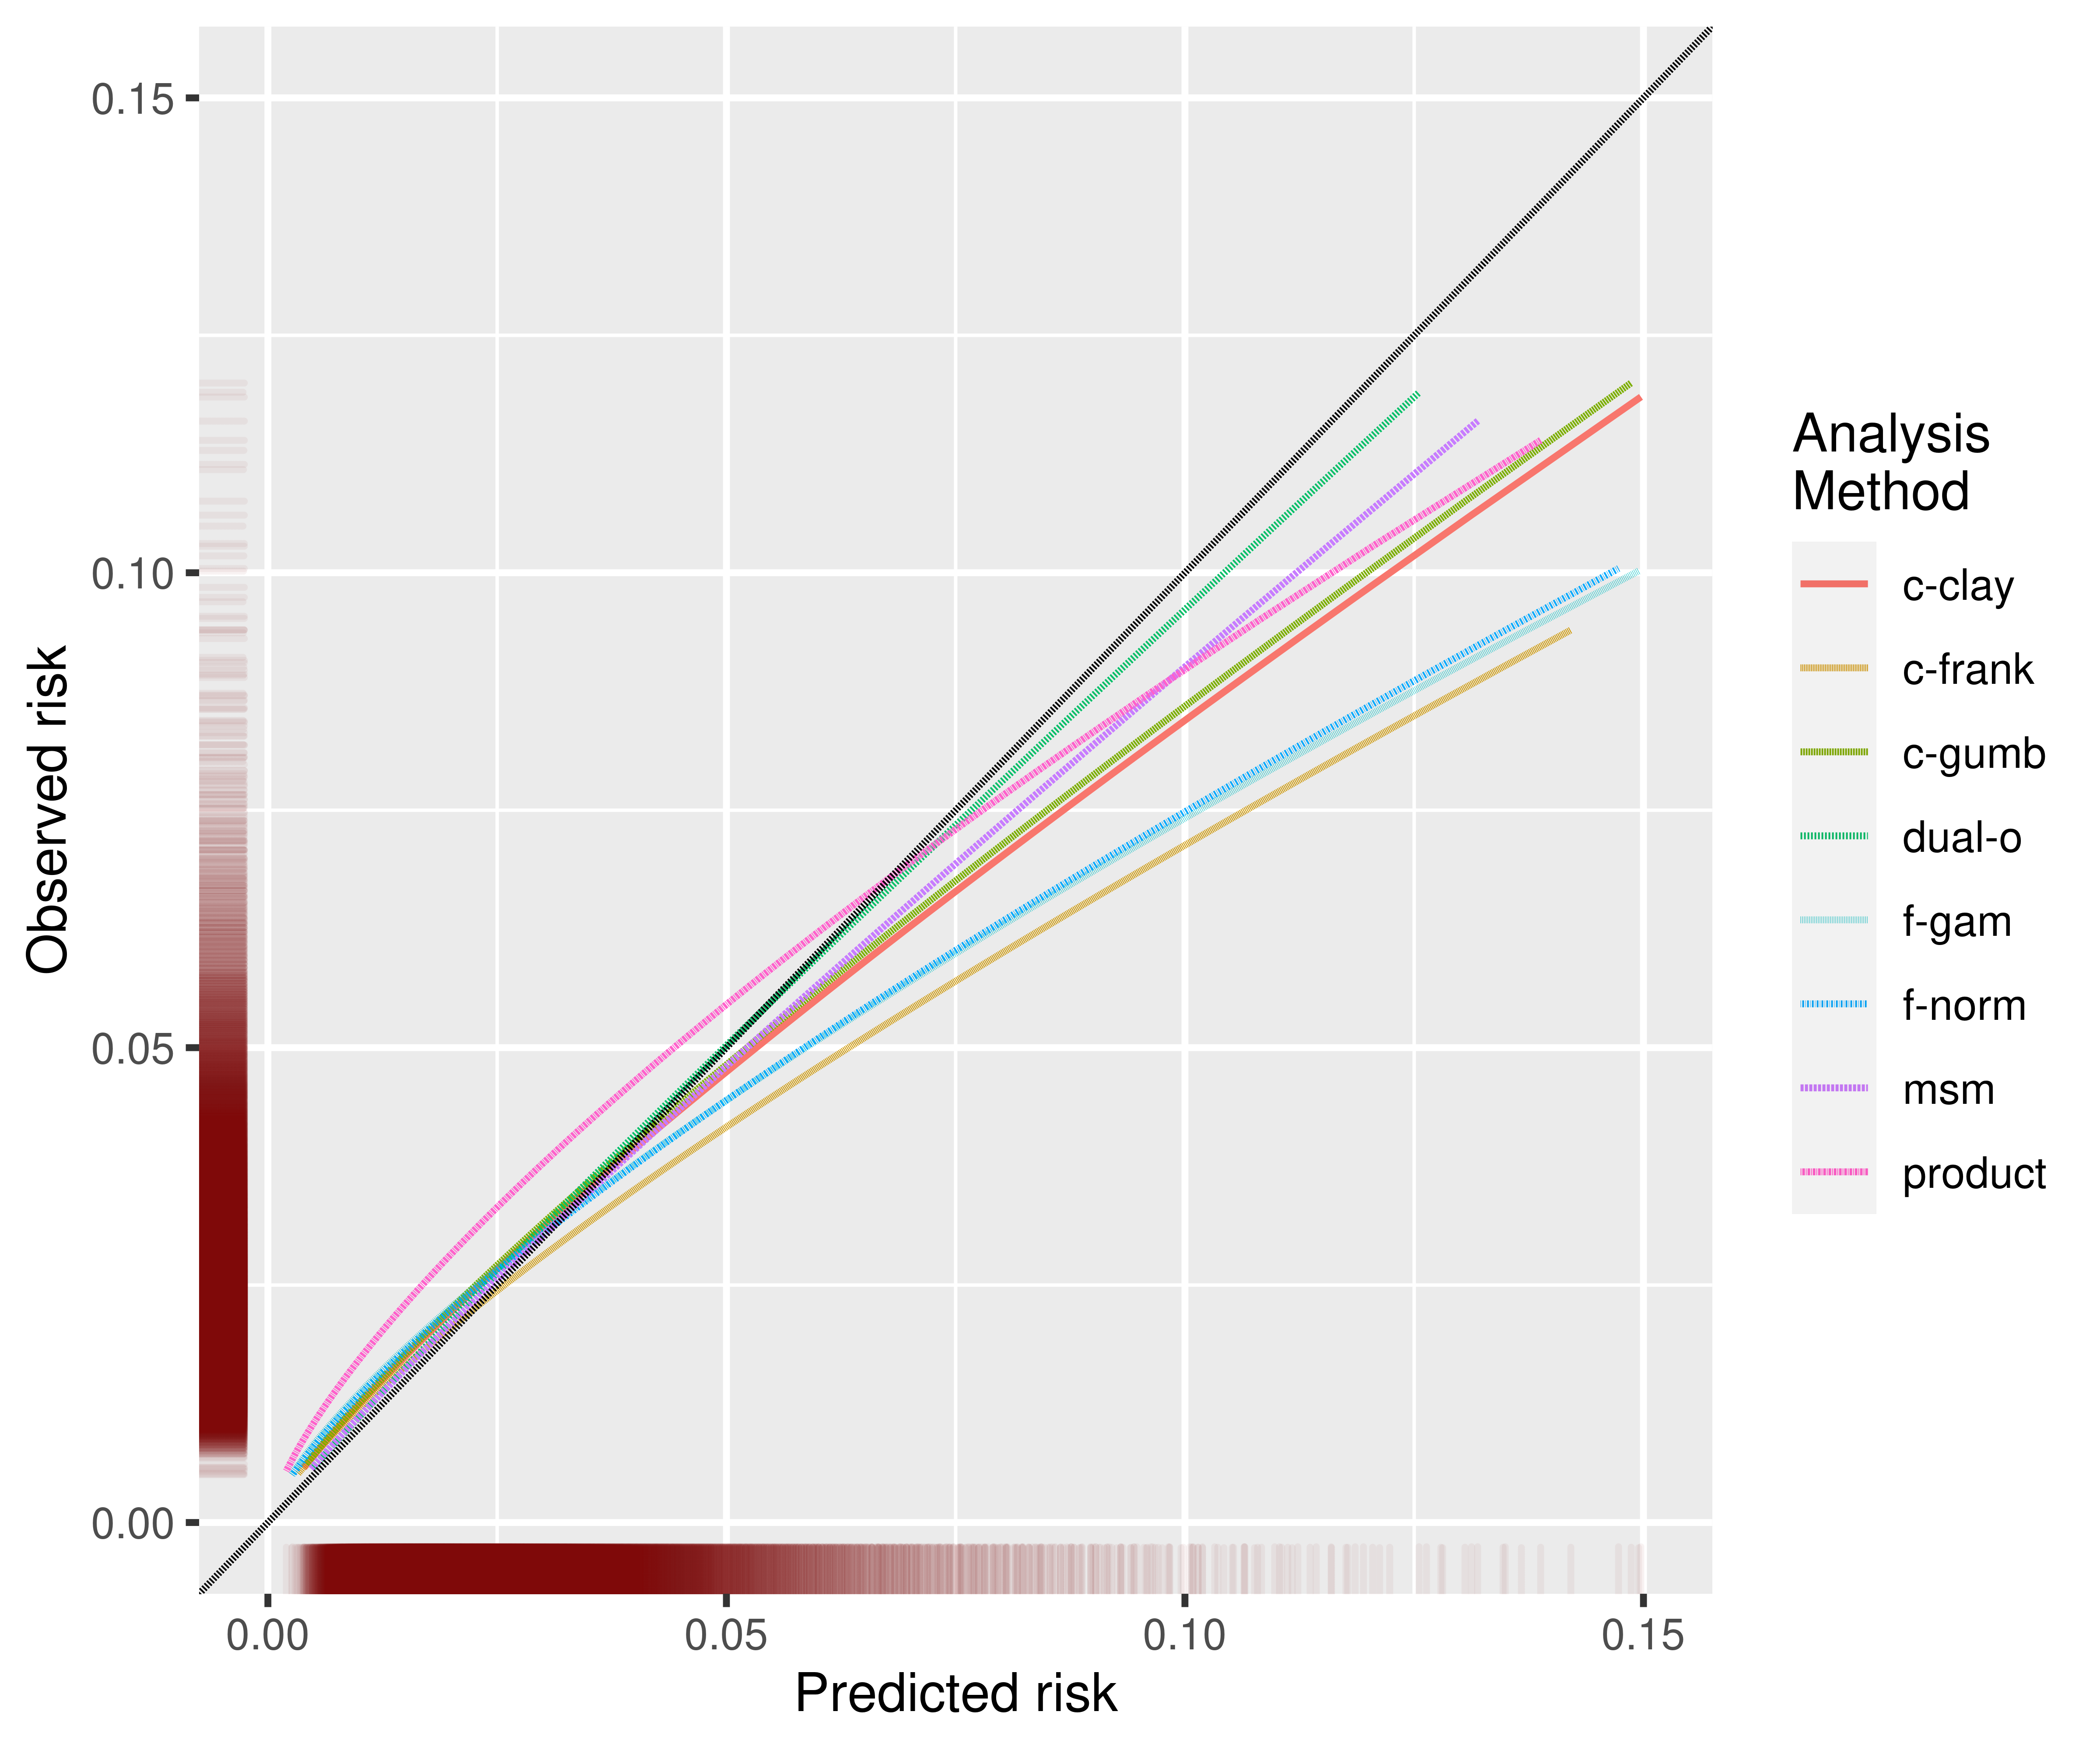 0.15
0.10
0.05
0.00
Observed risk
0.00
0.05
0.10
0.15
Predicted risk
Analysis
Method
c-clay
c-frank
c-gumb
dual-o
f-gam
f-norm
msm
product